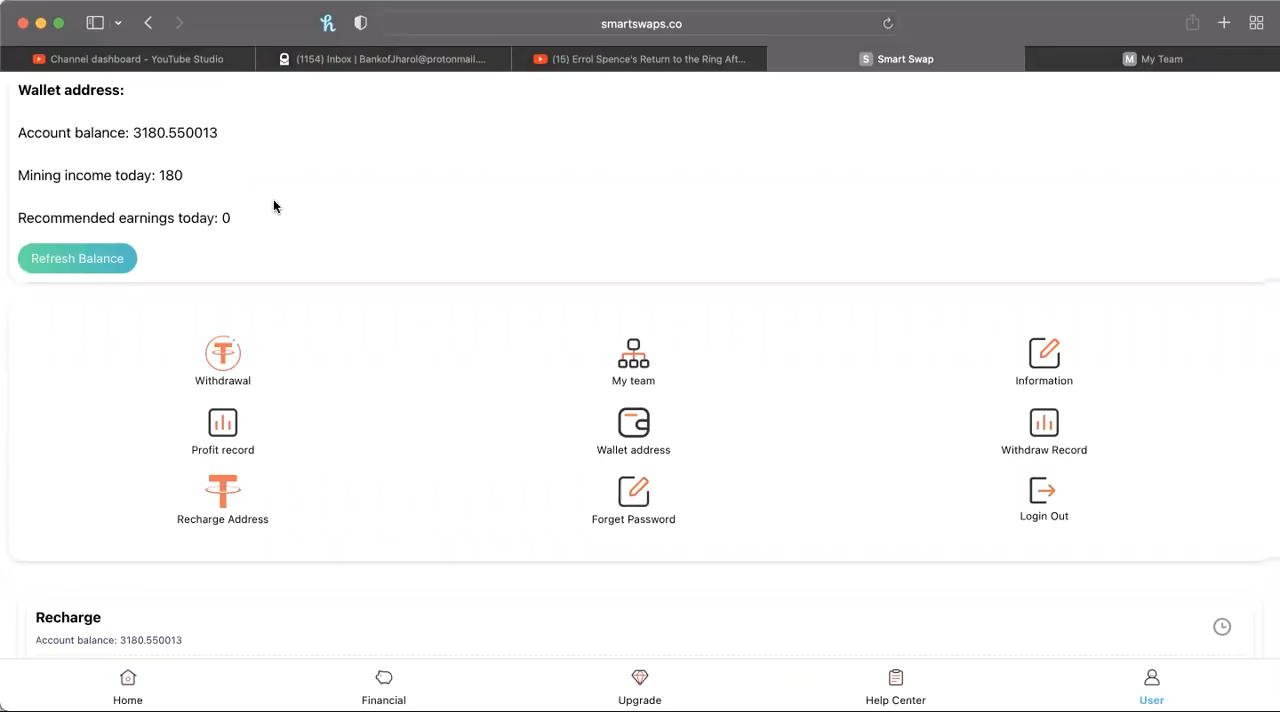 smartswaps.co
Channel dashboard - YouTube Studio
(1154) Inbox | BankofJharol@protonmail....
(15) Errol Spence's Return to the Ring Aft...
S Smart Swap
M My Team
Wallet address:
Account balance: 3180.550013
Mining income today: 180
Recommended earnings today: 0
Refresh Balance
Withdrawal
My team
Information
Profit record
Wallet address
Withdraw Record
Recharge Address
Forget Password
Login Out
Recharge
Account balance: 3180.550013
Home
Financial
Upgrade
Help Center
User